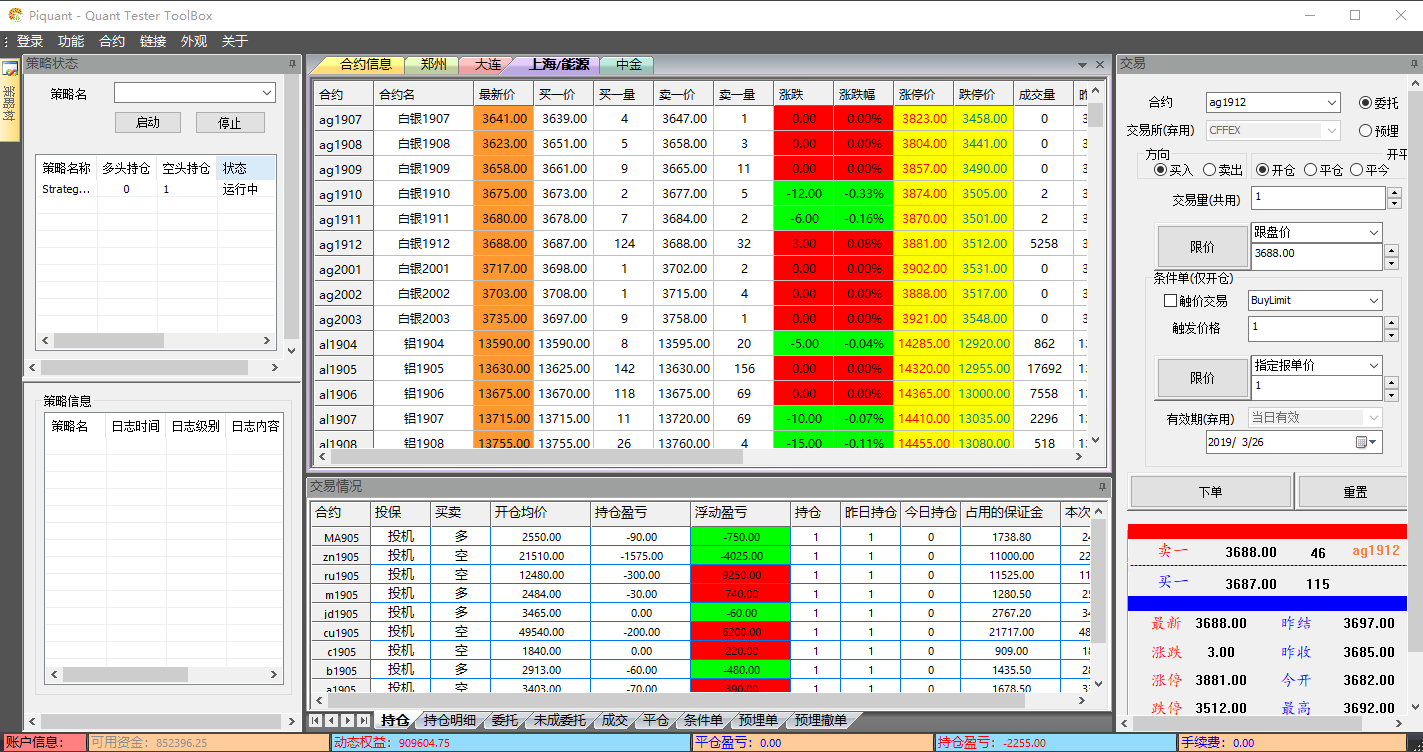 Piquant - Quant Tester ToolBox
登录 功能 合约 链接 外观 关于
策略状态
策略名
启动 停止
策略名称 多头持仓 空头持仓 状态
Strateg... 0 1 运行中
策略信息
策略名 日志时间 日志级别 日志内容
合约信息 郑州 大连 上海/能源 中金
合约 合约名 最新价 买一价 买一量 卖一价 卖一量 涨跌 涨跌幅 涨停价 跌停价 成交量 昨
ag1907 白银1907 3641.00 3639.00 4 3647.00 1 0.00 0.00% 3823.00 3458.00 0 3
ag1908 白银1908 3623.00 3651.00 5 3658.00 3 0.00 0.00% 3804.00 3441.00 0 3
ag1909 白银1909 3658.00 3661.00 9 3665.00 11 0.00 0.00% 3857.00 3490.00 0 3
ag1910 白银1910 3675.00 3673.00 2 3677.00 5 -12.00 -0.33% 3874.00 3505.00 2 3
ag1911 白银1911 3680.00 3678.00 7 3684.00 2 -6.00 -0.16% 3870.00 3501.00 2 3
ag1912 白银1912 3688.00 3687.00 124 3688.00 32 3.00 0.08% 3881.00 3512.00 5258 3
ag2001 白银2001 3717.00 3698.00 1 3702.00 2 0.00 0.00% 3902.00 3531.00 0 3
ag2002 白银2002 3703.00 3708.00 1 3715.00 4 0.00 0.00% 3888.00 3517.00 0 3
ag2003 白银2003 3735.00 3697.00 9 3758.00 1 0.00 0.00% 3921.00 3548.00 0 3
al1904 铝1904 13590.00 13590.00 8 13595.00 20 -5.00 -0.04% 14285.00 12920.00 862 13
al1905 铝1905 13630.00 13625.00 142 13630.00 156 0.00 0.00% 14320.00 12955.00 17692 13
al1906 铝1906 13675.00 13670.00 118 13675.00 69 0.00 0.00% 14365.00 13000.00 7558 13
al1907 铝1907 13715.00 13715.00 11 13720.00 69 -10.00 -0.07% 14410.00 13035.00 2296 13
al1908 铝1908 13755.00 13755.00 26 13760.00 4 -15.00 -0.11% 14455.00 13080.00 518 13
交易情况
合约 投保 买卖 开仓均价 持仓盈亏 浮动盈亏 持仓 昨日持仓 今日持仓 占用的保证金 本次
MA905 投机 多 2550.00 -90.00 -750.00 1 1 0 1738.80 24
zn1905 投机 空 21510.00 -1575.00 -4025.00 1 1 0 11000.00 22
ru1905 投机 空 12480.00 -300.00 9250.00 1 1 0 11525.00 11
m1905 投机 多 2484.00 -30.00 740.00 1 1 0 1280.50 25
jd1905 投机 多 3465.00 0.00 -60.00 1 1 0 2767.20 34
cu1905 投机 空 49540.00 -200.00 6200.00 1 1 0 21717.00 48
c1905 投机 空 1840.00 0.00 220.00 1 1 0 909.00 18
b1905 投机 多 2913.00 -60.00 -480.00 1 1 0 1435.50 28
a1905 投机 空 3403.00 -70.00 390.00 1 1 0 1678.50
持仓 持仓明细 委托 未成委托 成交 平仓 条件单 预埋单 预埋撤单
交易
合约 ag1912 委托
交易所(弃用) CFFEX 预埋
方向 开平
买入 卖出 开仓 平仓 平今
交易量(共用) 1
限价 跟盘价
3688.00
条件单(仅开仓)
触价交易 BuyLimit
触发价格 1
限价 指定报单价
1
有效期(弃用) 当日有效
2019/ 3/26
下单 重置
卖一 3688.00 46 ag1912
买一 3687.00 115
最新 3688.00 昨结 3697.00
涨跌 3.00 昨收 3685.00
涨停 3881.00 今开 3682.00
跌停 3512.00 最高 3692.00
账户信息: 可用资金: 852396.25 动态权益: 909604.75 平仓盈亏: 0.00 持仓盈亏: -2255.00 手续费: 0.00